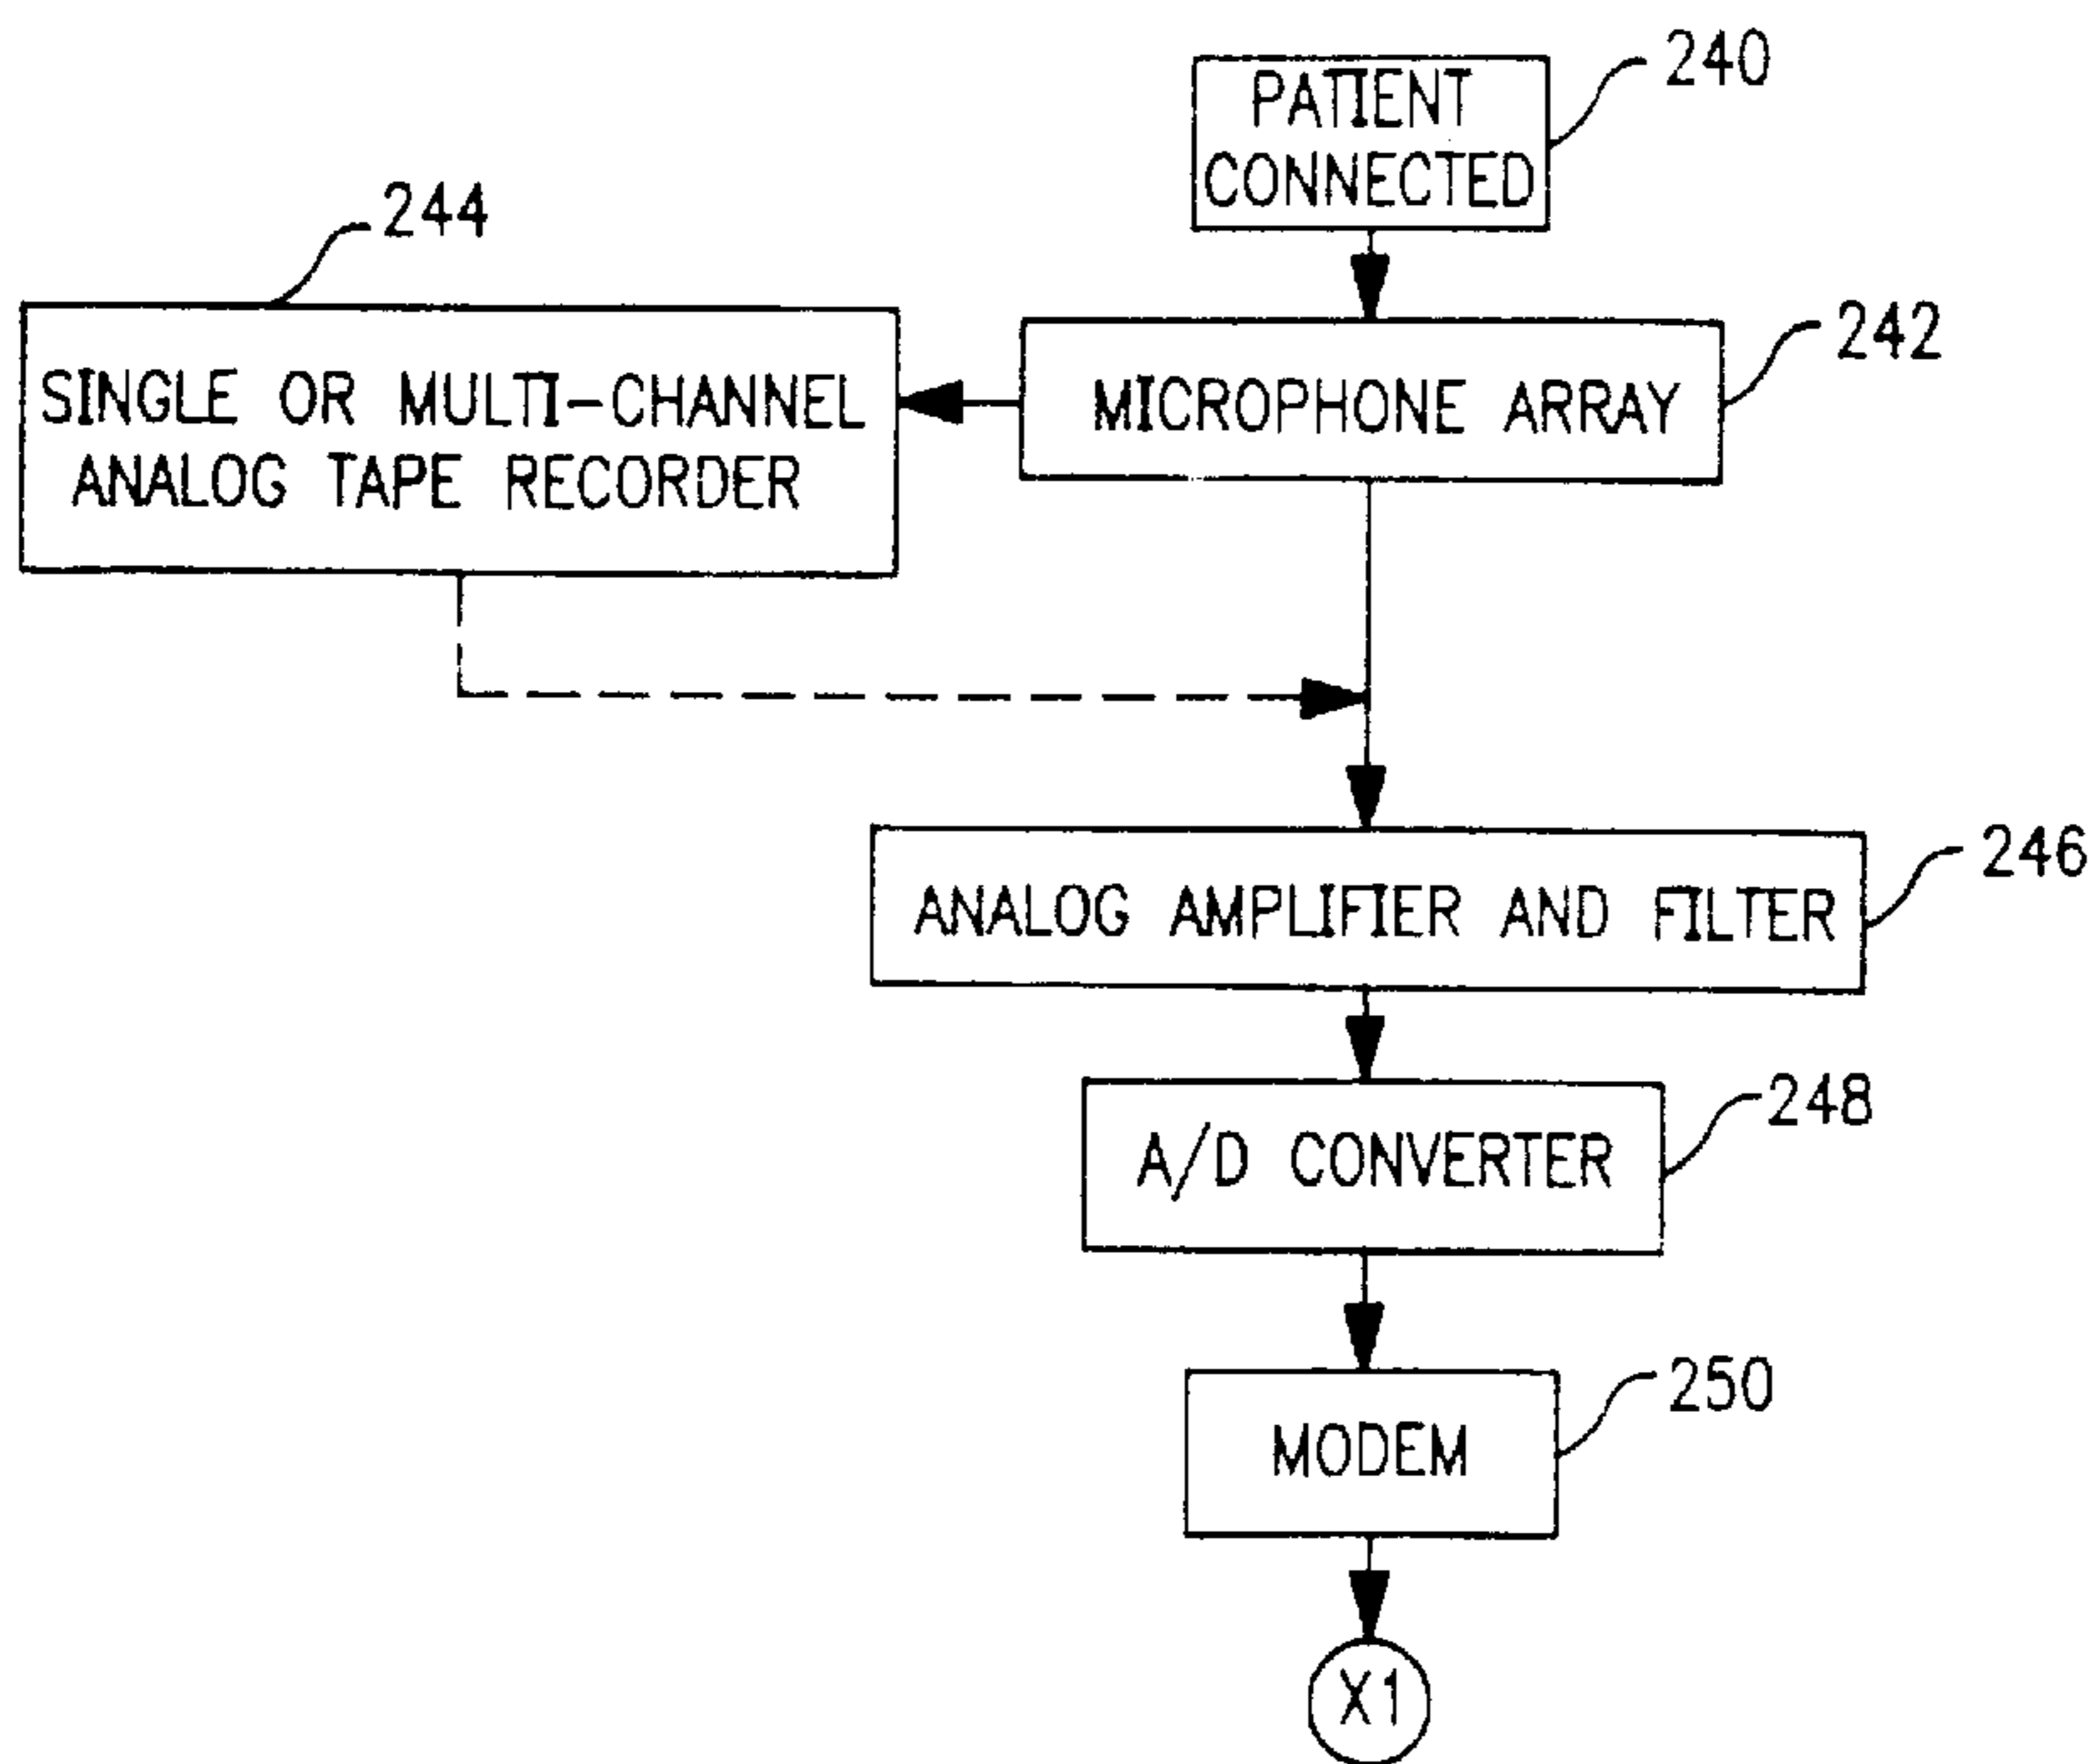 PATIENT
CONNECTED
240
244
SINGLE OR MULTI-CHANNEL
ANALOG TAPE RECORDER
MICROPHONE ARRAY
242
ANALOG AMPLIFIER AND FILTER
246
A/D CONVERTER
248
MODEM
250
X1